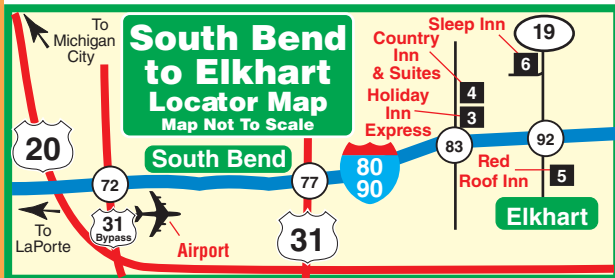 To
Michigan
City
South Bend
to Elkhart
Locator Map
Map Not To Scale
Sleep Inn
19
6
Country
Inn
& Suites
4
Holiday
Inn
Express
3
20
South Bend
80
90
83
92
72
77
Red
Roof Inn
5
31
Bypass
Airport
31
Elkhart
To
LaPorte